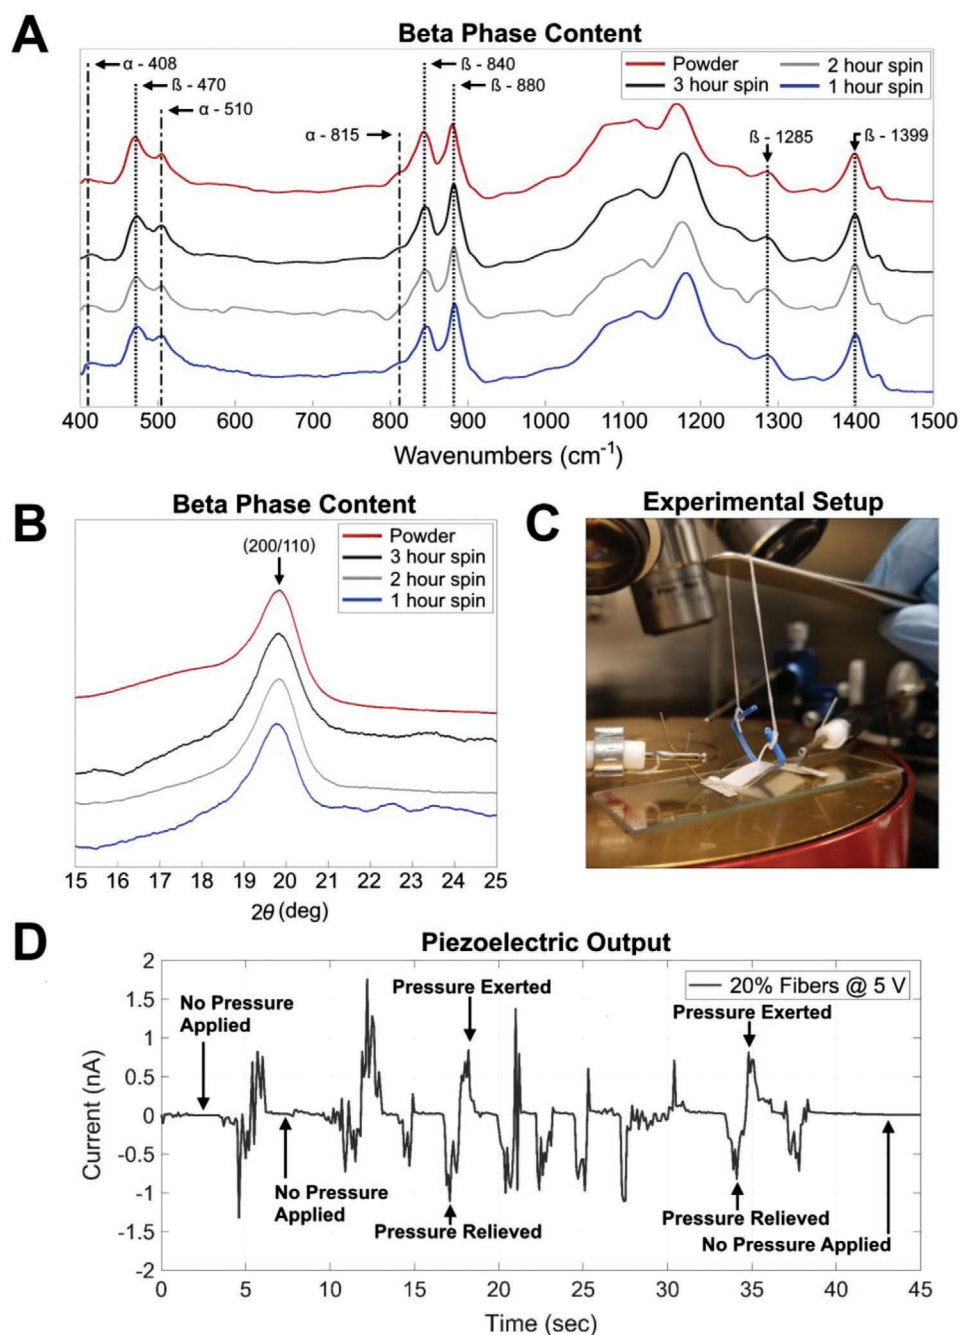 A
Beta Phase Content
α - 408
ß - 470
α - 510
α - 815
ß - 840
ß - 880
Powder
3 hour spin
2 hour spin
1 hour spin
ß - 1285
ß - 1399
400 500 600 700 800 900 1000 1100 1200 1300 1400 1500
Wavenumbers (cm⁻¹)
B
Beta Phase Content
(200/110)
Powder
3 hour spin
2 hour spin
1 hour spin
15 16 17 18 19 20 21 22 23 24 25
2θ (deg)
C
Experimental Setup
D
Piezoelectric Output
20% Fibers @ 5 V
No Pressure
Applied
Pressure Exerted
Pressure Exerted
No Pressure
Applied
Pressure Relieved
Pressure Relieved
No Pressure Applied
Current (nA)
2
1.5
1
0.5
0
-0.5
-1
-1.5
-2
0 5 10 15 20 25 30 35 40 45
Time (sec)